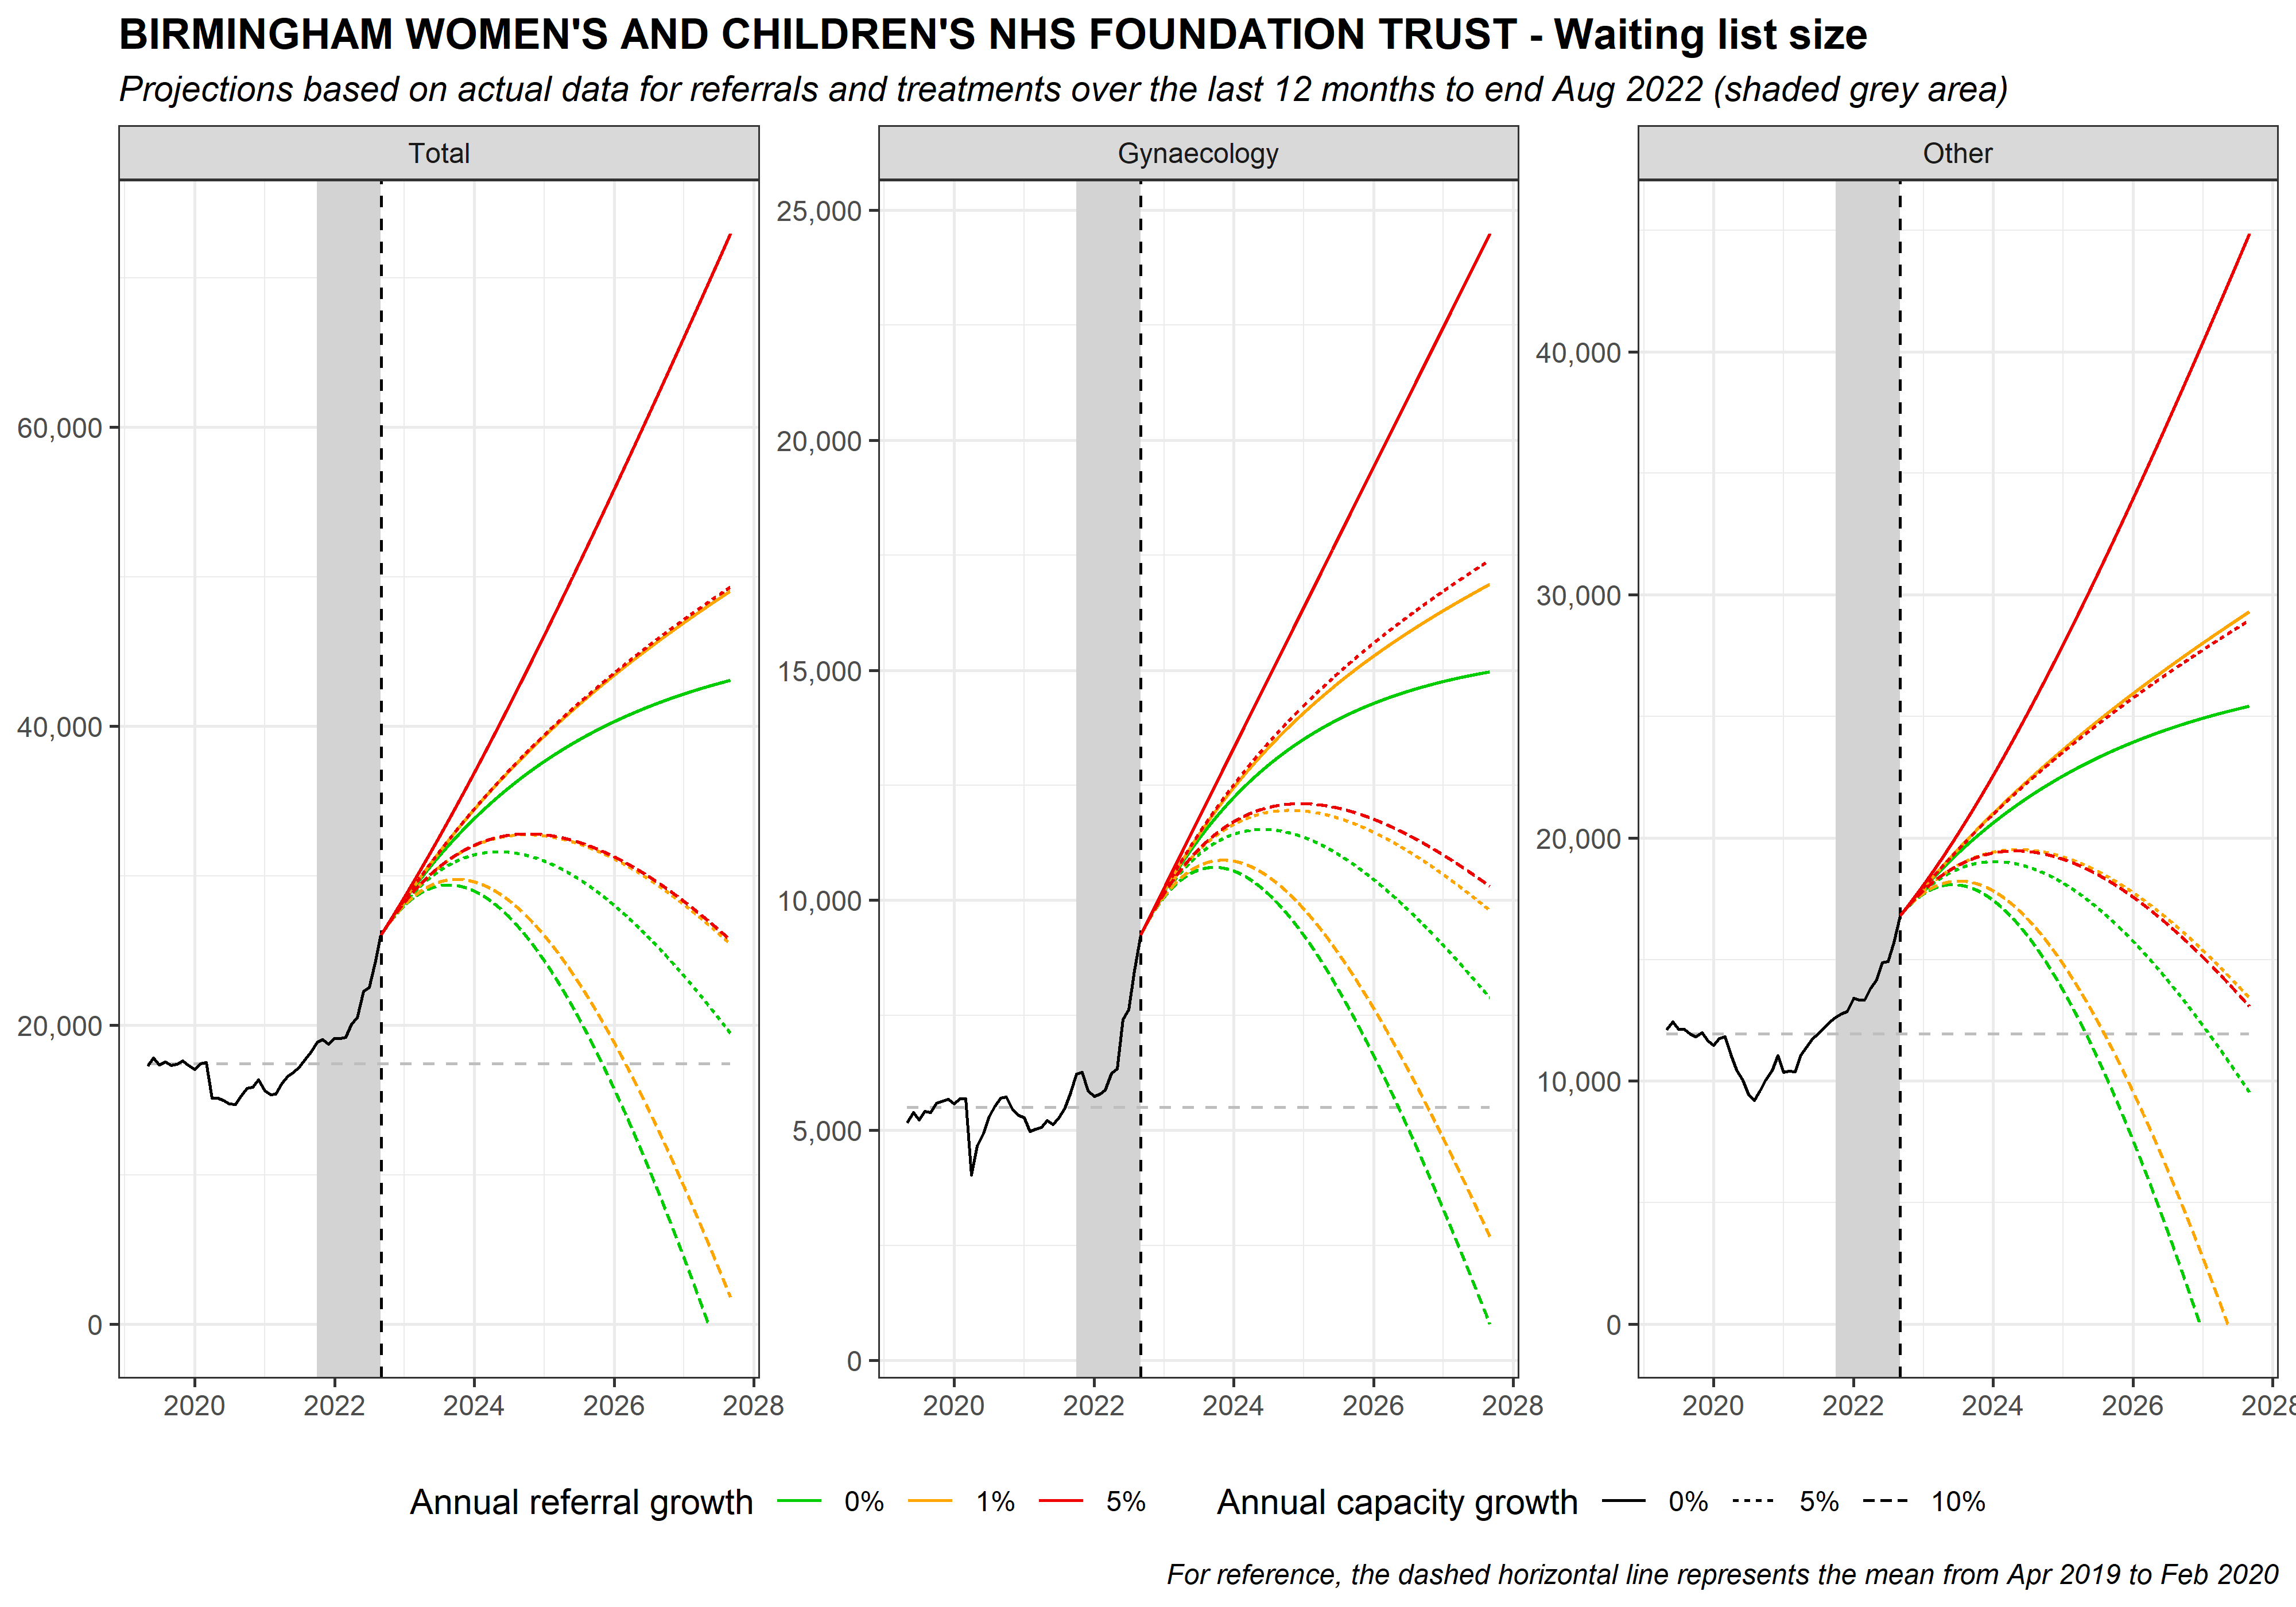 BIRMINGHAM WOMEN'S AND CHILDREN'S NHS FOUNDATION TRUST - Waiting list size
Projections based on actual data for referrals and treatments over the last 12 months to end Aug 2022 (shaded grey area)
Total
Gynaecology
Other
60,000
40,000
20,000
0
2020 2022 2024 2026 2028
25,000
20,000
15,000
10,000
5,000
0
2020 2022 2024 2026 2028
40,000
30,000
20,000
10,000
0
2020 2022 2024 2026 2028
Annual referral growth 0% 1% 5%
Annual capacity growth 0% 5% 10%
For reference, the dashed horizontal line represents the mean from Apr 2019 to Feb 2020